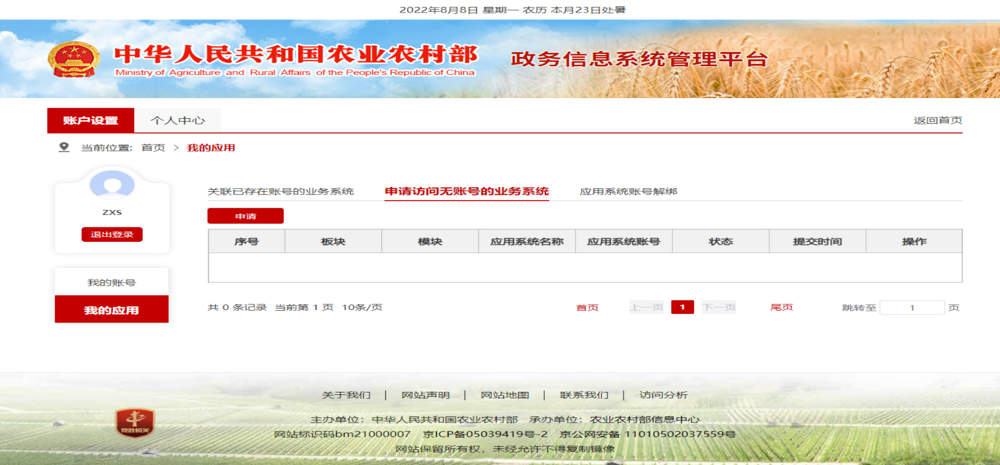 2022年8月8日 星期一 农历 本月23日处暑
中华人民共和国农业农村部
Ministry of Agriculture and Rural Affairs of the People's Republic of China
政务信息系统管理平台
账户设置 个人中心 返回首页
当前位置: 首页 > 我的应用
关联已存在账号的业务系统 申请访问无账号的业务系统 应用系统账号解绑
zxs
退出登录
申请
序号 板块 模块 应用系统名称 应用系统账号 状态 提交时间 操作
我的账号
我的应用
共 0 条记录 当前第 1 页 10条/页 首页 上一页 1 下一页 尾页 跳转至 1 页
关于我们 | 网站声明 | 网站地图 | 联系我们 | 访问分析
党政机关
主办单位：中华人民共和国农业农村部 承办单位：农业农村部信息中心
网站标识码bm21000007 京ICP备05039419号-2 京公网安备 11010502037559号
网站保留所有权，未经允许不得复制镜像